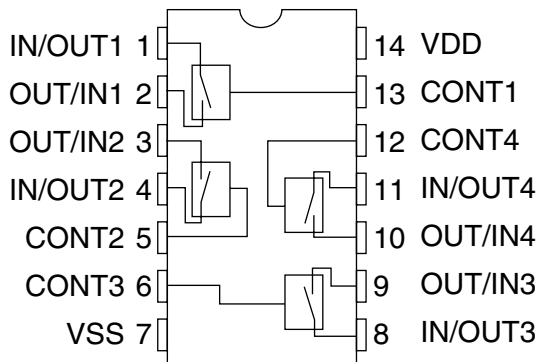 IN/OUT1 1
OUT/IN1 2
OUT/IN2 3
IN/OUT2 4
CONT2 5
CONT3 6
VSS 7
14 VDD
13 CONT1
12 CONT4
11 IN/OUT4
10 OUT/IN4
9 OUT/IN3
8 IN/OUT3